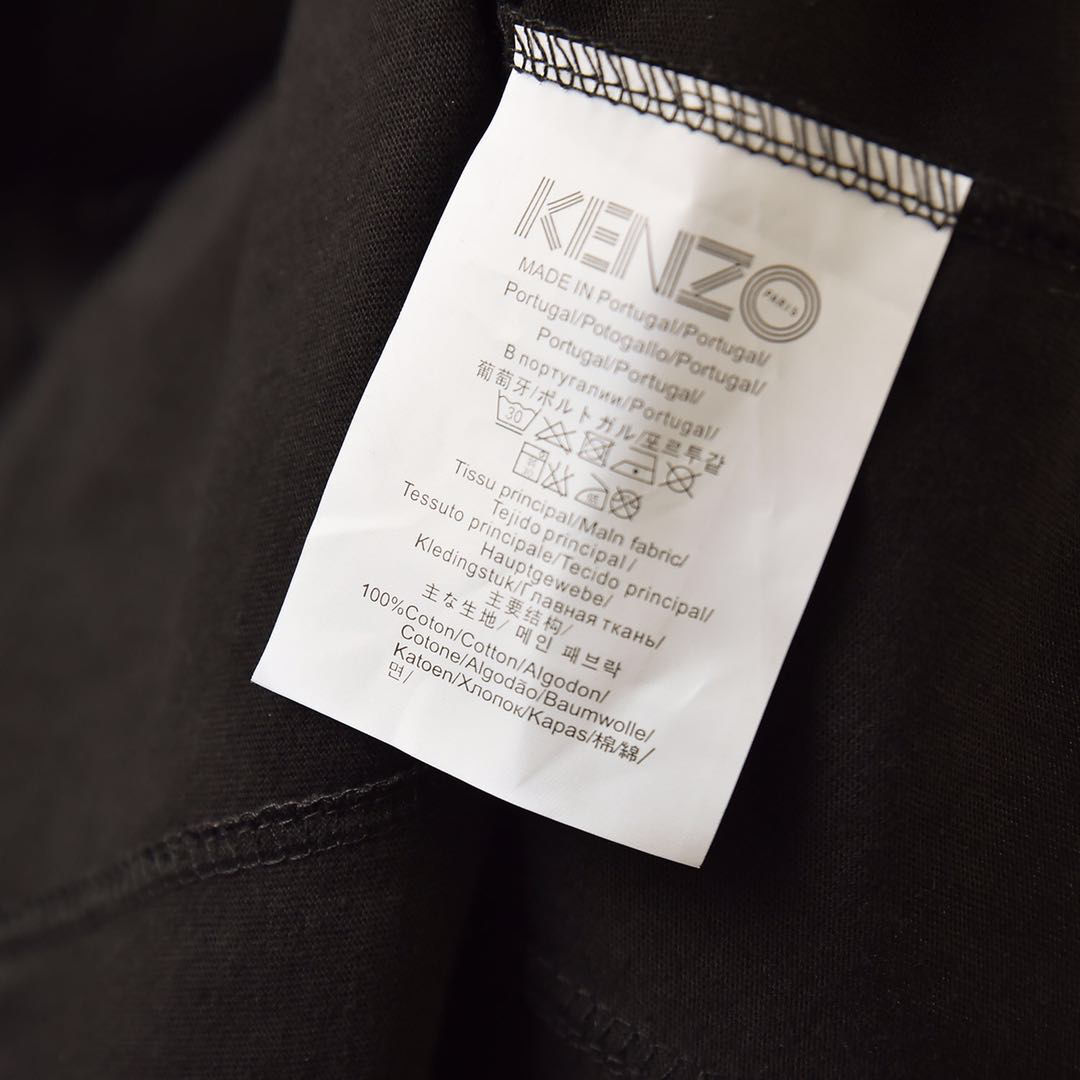 KENZO
PARIS
MADE IN Portugal/Portugal/
Portugal/Potogallo/Portugal/
Portugal/Portugal/
В португалии/Portugal/
葡萄牙/ポルトガル/포르투갈
30
Tissu principal/Maln fabric/
Tejido principal/
Tessuto principale/Tecido principal/
Hauptgewebe/
Kledingstuk/Главная ткань/
主要结构/
主な生地/ 메인 패브락
100%Coton/Cotton/Algodon/
Cotone/Algodão/Baumwolle/
Katoen/Хлопок/Kapas/棉/綿/
면/